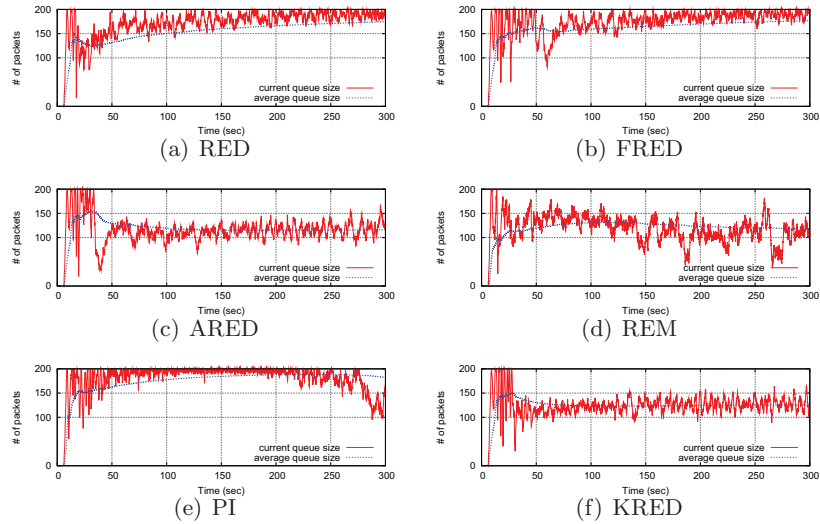 200
150
100
0
# of packets
current queue size
average queue size
0 50 100 150 200 250 300
Time (sec)
(a) RED
200
150
100
0
# of packets
current queue size
average queue size
0 50 100 150 200 250 300
Time (sec)
(b) FRED
200
150
100
0
# of packets
current queue size
average queue size
0 50 100 150 200 250 300
Time (sec)
(c) ARED
200
150
100
0
# of packets
current queue size
average queue size
0 50 100 150 200 250 300
Time (sec)
(d) REM
200
150
100
0
# of packets
current queue size
average queue size
0 50 100 150 200 250 300
Time (sec)
(e) PI
200
150
100
0
# of packets
current queue size
average queue size
0 50 100 150 200 250 300
Time (sec)
(f) KRED